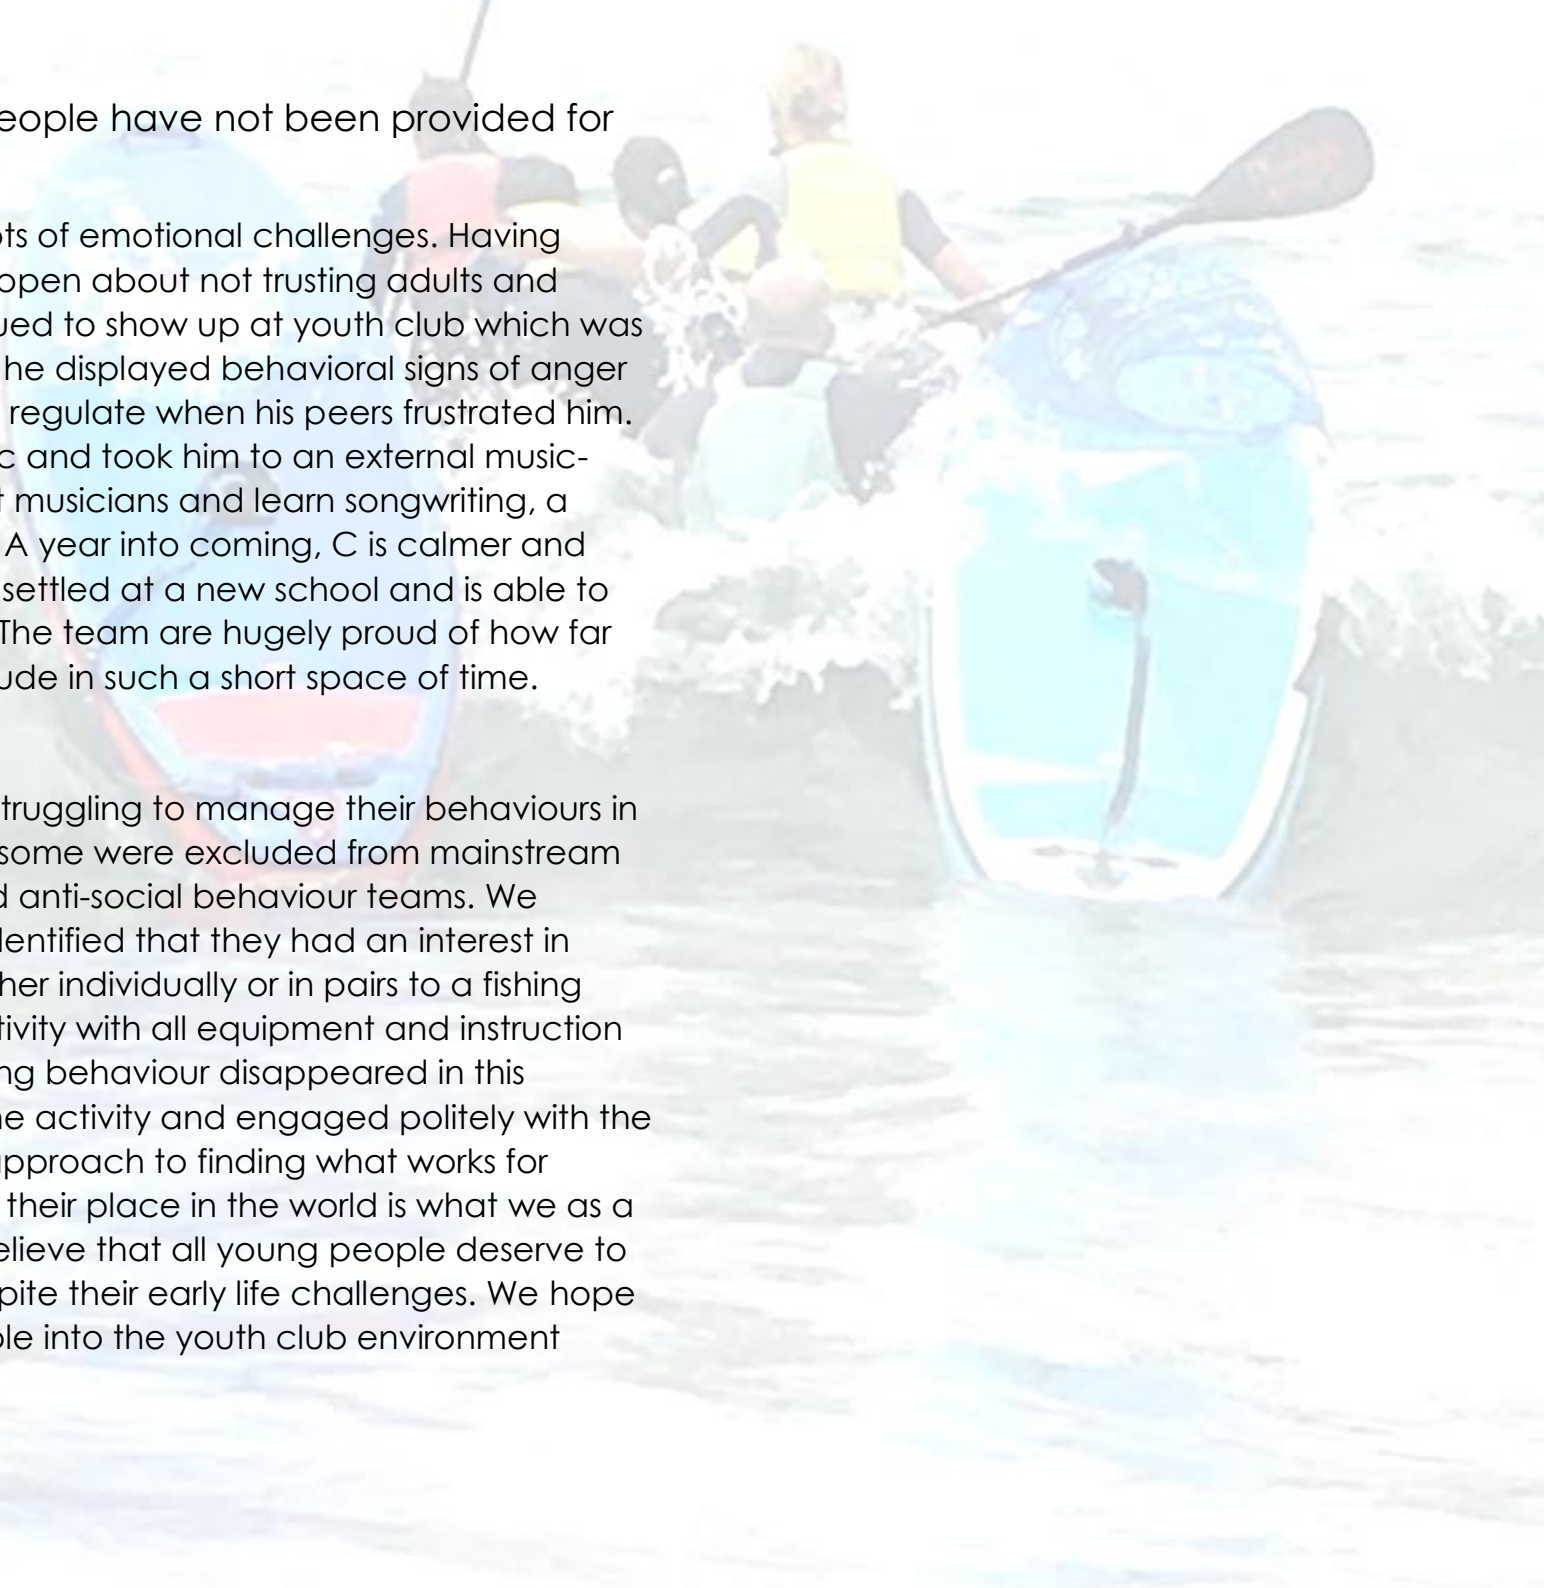 eople have not been provided for
ts of emotional challenges. Having
open about not trusting adults and
ued to show up at youth club which was
he displayed behavioral signs of anger
regulate when his peers frustrated him.
c and took him to an external music-
t musicians and learn songwriting, a
A year into coming, C is calmer and
settled at a new school and is able to
The team are hugely proud of how far
ude in such a short space of time.
truggling to manage their behaviours in
some were excluded from mainstream
d anti-social behaviour teams. We
dentified that they had an interest in
her individually or in pairs to a fishing
tivity with all equipment and instruction
ng behaviour disappeared in this
he activity and engaged politely with the
approach to finding what works for
their place in the world is what we as a
elieve that all young people deserve to
pite their early life challenges. We hope
ple into the youth club environment